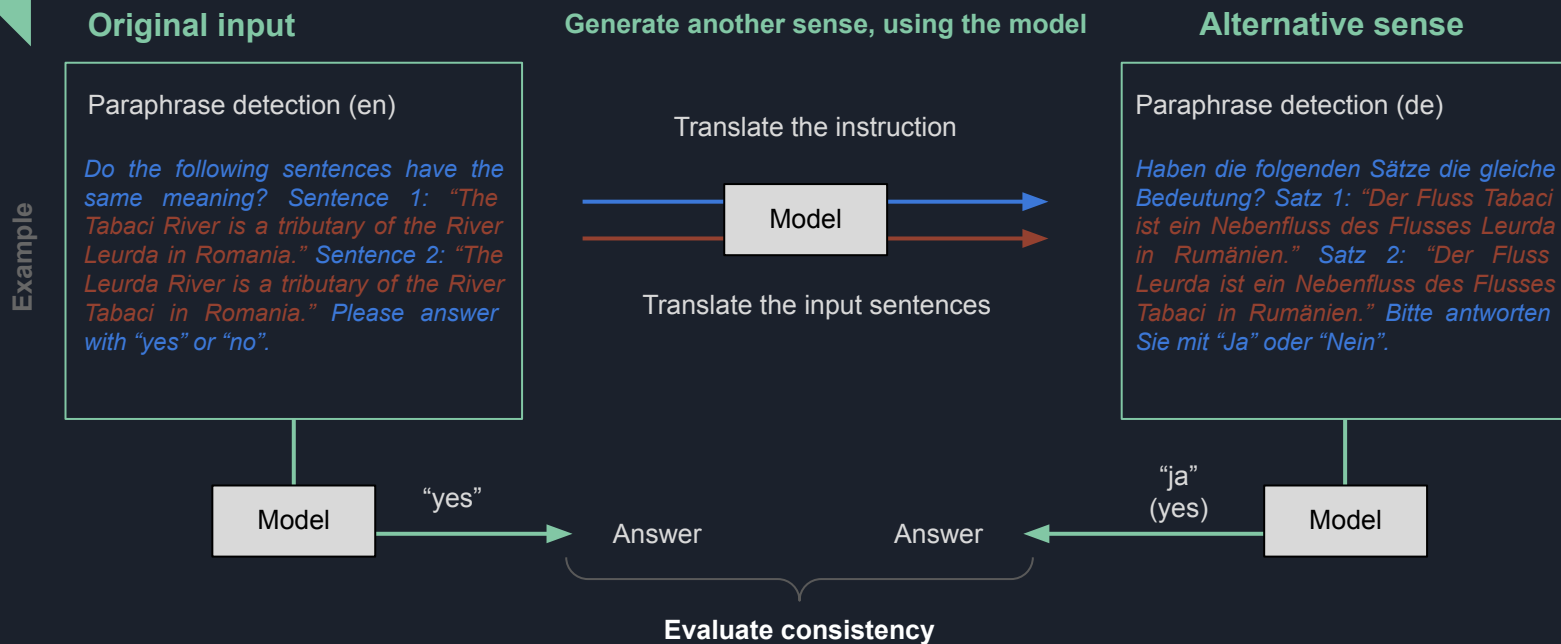 Original input
Generate another sense, using the model
Alternative sense
Example
Paraphrase detection (en)
Do the following sentences have the
same meaning? Sentence 1: “The
Tabaci River is a tributary of the River
Leurda in Romania.” Sentence 2: “The
Leurda River is a tributary of the River
Tabaci in Romania.” Please answer
with “yes” or “no”.
Translate the instruction
Model
Translate the input sentences
Paraphrase detection (de)
Haben die folgenden Sätze die gleiche
Bedeutung? Satz 1: “Der Fluss Tabaci
ist ein Nebenfluss des Flusses Leurda
in Rumänien.” Satz 2: “Der Fluss
Leurda ist ein Nebenfluss des Flusses
Tabaci in Rumänien.” Bitte antworten
Sie mit “Ja” oder “Nein”.
Model
“yes”
Answer
Answer
“ja”
(yes)
Model
Evaluate consistency